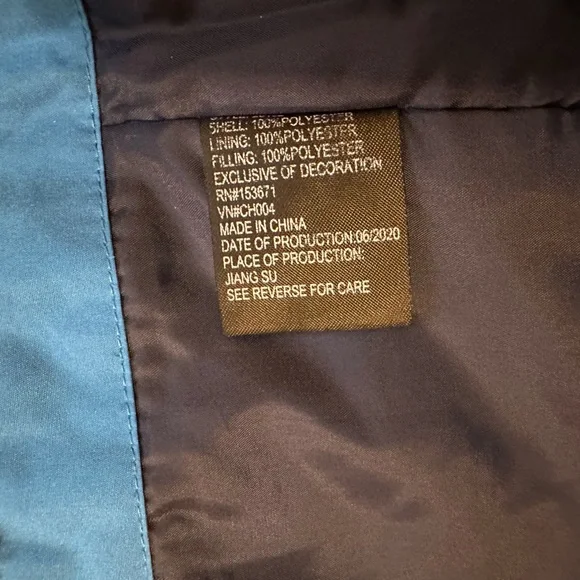 SHELL: 100%POLYESTER
LINING: 100%POLYESTER
FILLING: 100%POLYESTER
EXCLUSIVE OF DECORATION
RN#153671
VN#CH004
MADE IN CHINA
DATE OF PRODUCTION:06/2020
PLACE OF PRODUCTION:
JIANG SU
SEE REVERSE FOR CARE